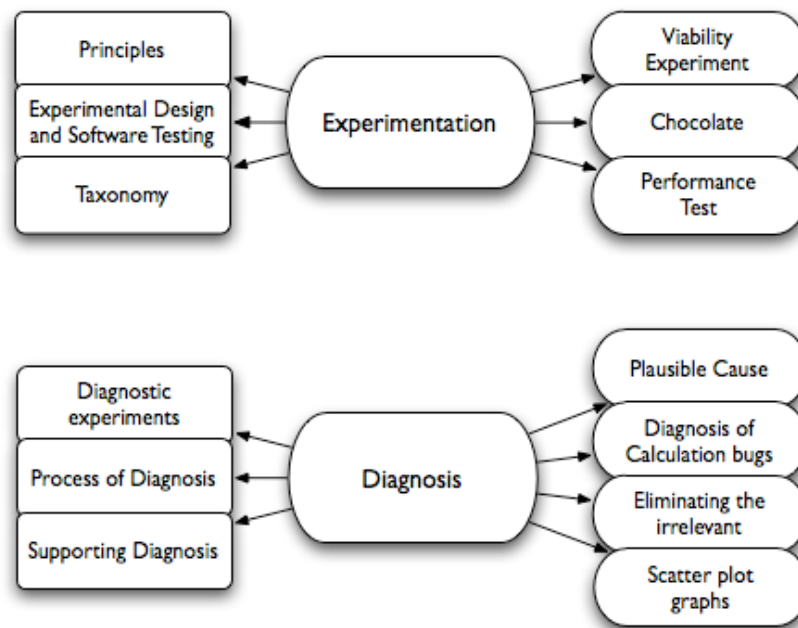 Principles
Experimental Design
and Software Testing
Taxonomy
Experimentation
Viability
Experiment
Chocolate
Performance
Test
Diagnostic
experiments
Process of Diagnosis
Supporting Diagnosis
Diagnosis
Plausible Cause
Diagnosis of
Calculation bugs
Eliminating the
irrelevant
Scatter plot
graphs